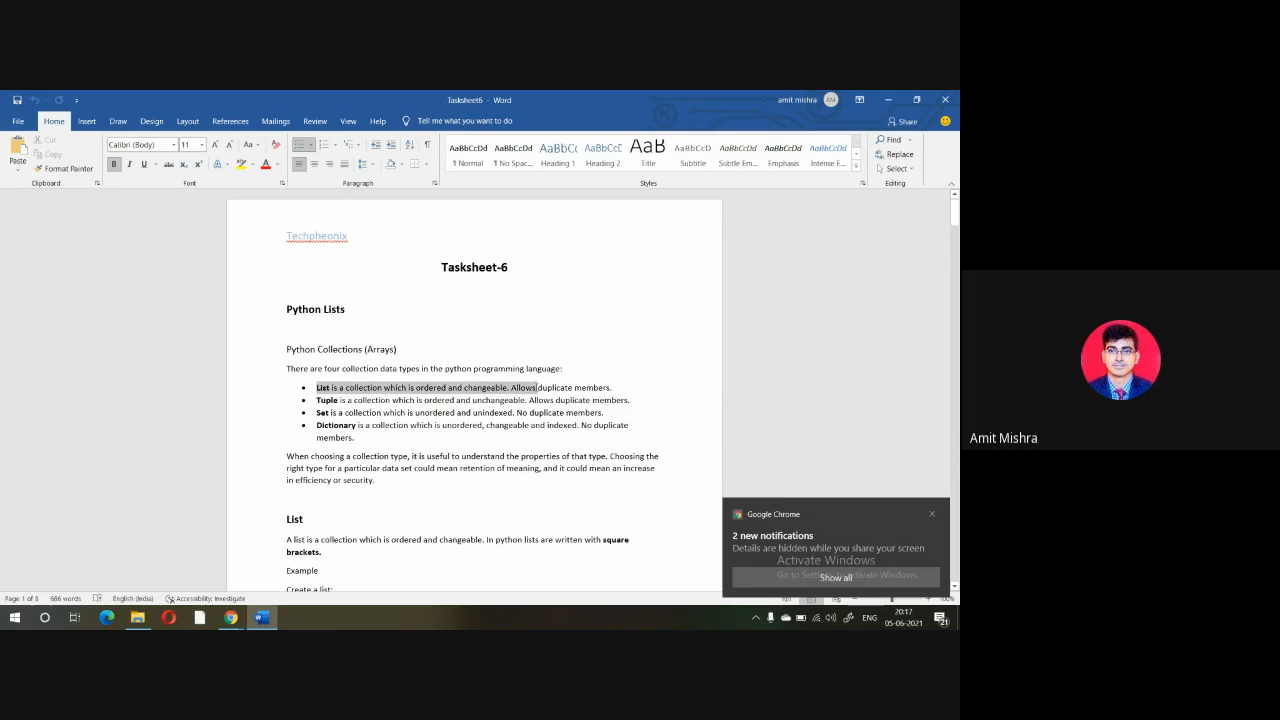 Tasksheet6 - Word
amit mishra
AM
File
Home
Insert
Draw
Design
Layout
References
Mailings
Review
View
Help
Tell me what you want to do
Share
Paste
Cut
Copy
Format Painter
Clipboard
Calibri (Body)
11
Font
Paragraph
AaBbCcDd
¶ Normal
AaBbCcDd
¶ No Spac...
AaBbCc
Heading 1
AaBbCcD
Heading 2
AaB
Title
AaBbCcD
Subtitle
AaBbCcDd
Subtle Em...
AaBbCcDd
Emphasis
AaBbCcDd
Intense E...
Styles
Find
Replace
Select
Editing
Techpheonix
Tasksheet-6
Python Lists
Python Collections (Arrays)
There are four collection data types in the python programming language:
• List is a collection which is ordered and changeable. Allows duplicate members.
• Tuple is a collection which is ordered and unchangeable. Allows duplicate members.
• Set is a collection which is unordered and unindexed. No duplicate members.
• Dictionary is a collection which is unordered, changeable and indexed. No duplicate
members.
When choosing a collection type, it is useful to understand the properties of that type. Choosing the
right type for a particular data set could mean retention of meaning, and it could mean an increase
in efficiency or security.
List
A list is a collection which is ordered and changeable. In python lists are written with square
brackets.
Example
Create a list:
Google Chrome
2 new notifications
Details are hidden while you share your screen
Activate Windows
Go to Settings to activate Windows.
Show all
Page 1 of 8
686 words
English (India)
Accessibility: Investigate
100%
ENG
20:17
05-06-2021
21
Amit Mishra